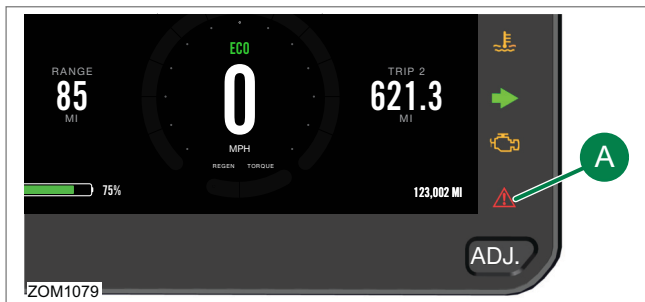 ECO
RANGE
85
MI
0
TRIP 2
621.3
MI
MPH
REGEN TORQUE
75%
123,002 MI
A
ADJ.
ZOM1079